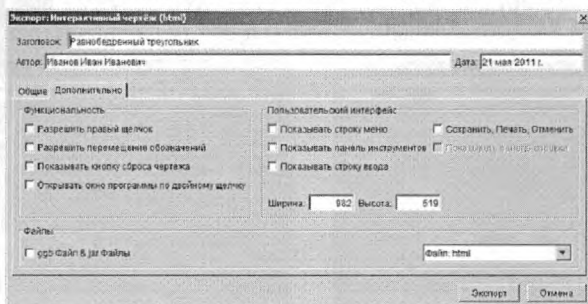 Экспорт: Интерактивный чертёж (html)
Заголовок: Равнобедренный треугольник
Автор: Иванов Иван Иванович Дата: 21 мая 2011 г.
Общие Дополнительно
Функциональность
Разрешить правый щелчок
Разрешить перемещение обозначений
Показывать кнопку сброса чертежа
Открывать окно программы по двойному щелчку
Пользовательский интерфейс
Показывать строку меню Сохранить, Печать, Отменить
Показывать панель инструментов
Показывать строку ввода
Ширина: 982 Высота: 519
Файлы
ggb Файл & jar Файлы Файл: html
Экспорт Отмена